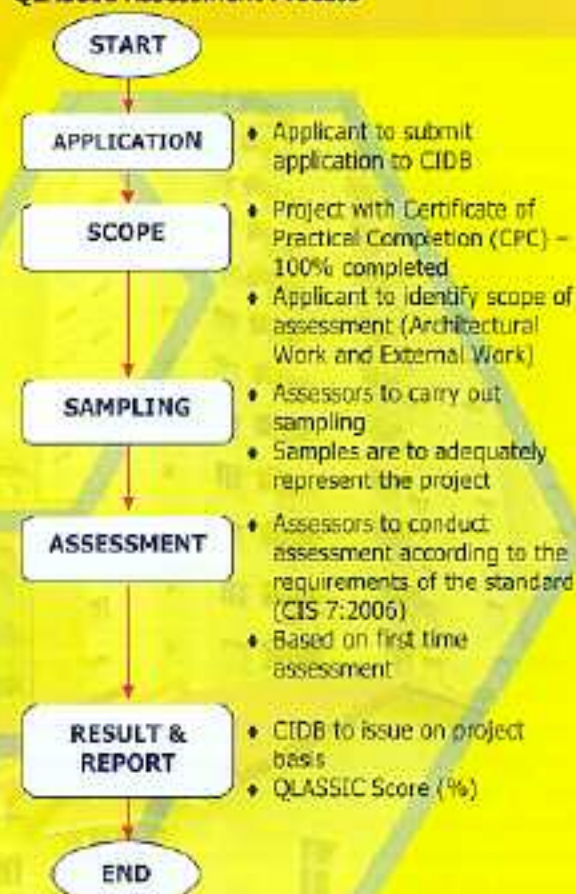 QLASSIC Assessment Process
START
APPLICATION
♦ Applicant to submit
application to CIDB
SCOPE
♦ Project with Certificate of
Practical Completion (CPC) –
100% completed
♦ Applicant to identify scope of
assessment (Architectural
Work and External Work)
SAMPLING
♦ Assessors to carry out
sampling
♦ Samples are to adequately
represent the project
ASSESSMENT
♦ Assessors to conduct
assessment according to the
requirements of the standard
(CIS 7:2006)
♦ Based on first time
assessment
RESULT &
REPORT
♦ CIDB to issue on project
basis
♦ QLASSIC Score (%)
END